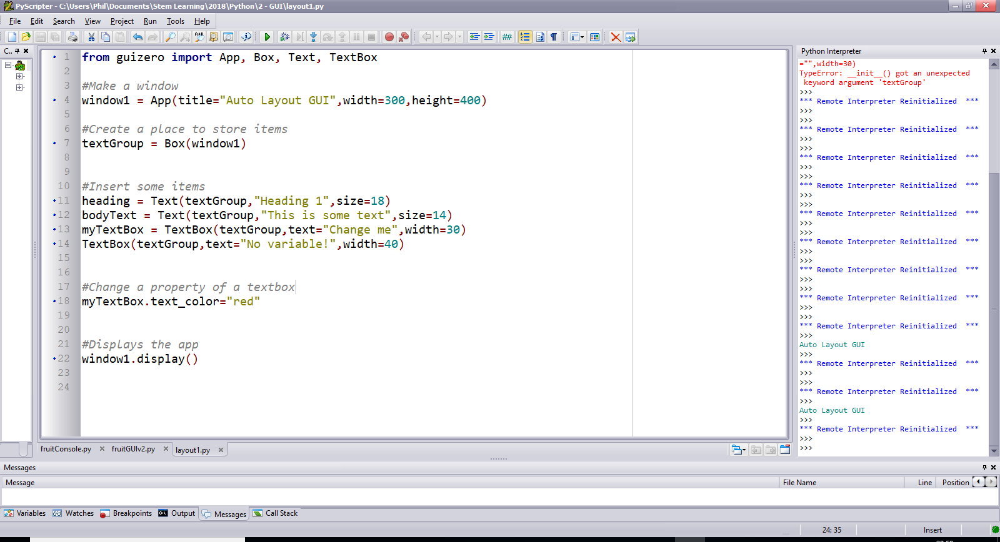 PyScripter - C:\Users\Phil\Documents\Stem Learning\2018\Python\2 - GUI\layout1.py
File Edit Search View Project Run Tools Help
C..
1 from guizero import App, Box, Text, TextBox
2
3 #Make a window
4 window1 = App(title="Auto Layout GUI",width=300,height=400)
5
6 #Create a place to store items
7 textGroup = Box(window1)
8
9
10 #Insert some items
11 heading = Text(textGroup,"Heading 1",size=18)
12 bodyText = Text(textGroup,"This is some text",size=14)
13 myTextBox = TextBox(textGroup,text="Change me",width=30)
14 TextBox(textGroup,text="No variable!",width=40)
15
16
17 #Change a property of a textbox
18 myTextBox.text_color="red"
19
20
21 #Displays the app
22 window1.display()
23
24
fruitConsole.py fruitGUIv2.py layout1.py
Python Interpreter
="",width=30)
TypeError: __init__() got an unexpected
keyword argument 'textGroup'
>>>
*** Remote Interpreter Reinitialized ***
>>>
>>>
*** Remote Interpreter Reinitialized ***
>>>
>>>
*** Remote Interpreter Reinitialized ***
>>>
>>>
*** Remote Interpreter Reinitialized ***
>>>
>>>
*** Remote Interpreter Reinitialized ***
>>>
>>>
*** Remote Interpreter Reinitialized ***
>>>
>>>
*** Remote Interpreter Reinitialized ***
>>>
>>>
*** Remote Interpreter Reinitialized ***
>>>
>>>
*** Remote Interpreter Reinitialized ***
>>>
Auto Layout GUI
>>>
*** Remote Interpreter Reinitialized ***
>>>
>>>
*** Remote Interpreter Reinitialized ***
>>>
Auto Layout GUI
>>>
*** Remote Interpreter Reinitialized ***
>>>
>>>
Messages
Message File Name Line Position
Variables Watches Breakpoints Output Messages Call Stack
24: 35 Insert